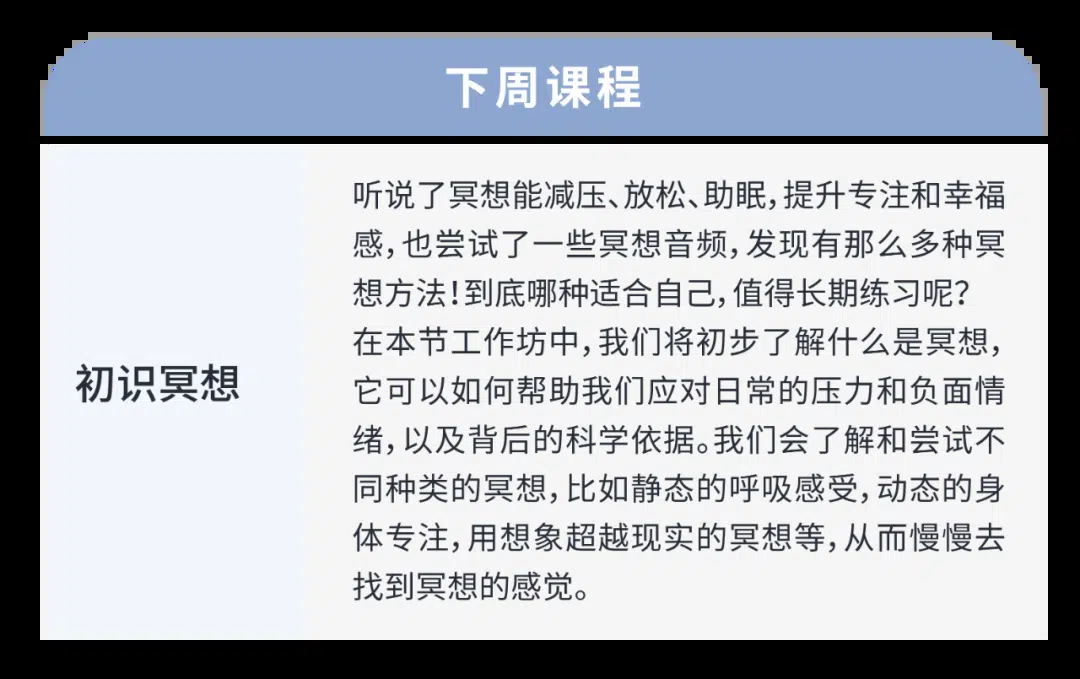 下周课程
初识冥想
听说了冥想能减压、放松、助眠，提升专注和幸福
感，也尝试了一些冥想音频，发现有那么多种冥
想方法！到底哪种适合自己，值得长期练习呢？
在本节工作坊中，我们将初步了解什么是冥想，
它可以如何帮助我们应对日常的压力和负面情
绪，以及背后的科学依据。我们会了解和尝试不
同种类的冥想，比如静态的呼吸感受，动态的身
体专注，用想象超越现实的冥想等，从而慢慢去
找到冥想的感觉。